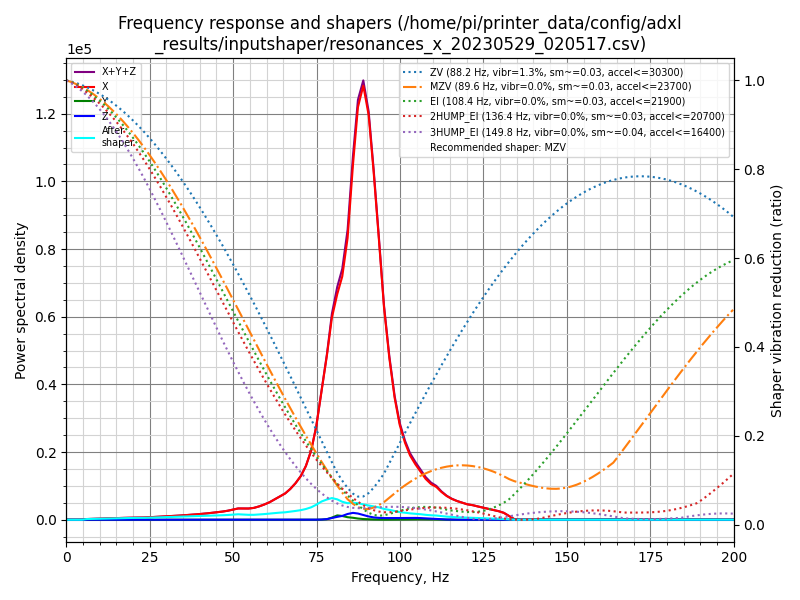 Frequency response and shapers (/home/pi/printer_data/config/adxl
_results/inputshaper/resonances_x_20230529_020517.csv)
1e5
X+Y+Z
X
Y
Z
After
shaper
ZV (88.2 Hz, vibr=1.3%, sm~=0.03, accel<=30300)
MZV (89.6 Hz, vibr=0.0%, sm~=0.03, accel<=23700)
EI (108.4 Hz, vibr=0.0%, sm~=0.03, accel<=21900)
2HUMP_EI (136.4 Hz, vibr=0.0%, sm~=0.03, accel<=20700)
3HUMP_EI (149.8 Hz, vibr=0.0%, sm~=0.04, accel<=16400)
Recommended shaper: MZV
Power spectral density
1.2
1.0
0.8
0.6
0.4
0.2
0.0
1.0
0.8
0.6
0.4
0.2
0.0
Shaper vibration reduction (ratio)
0 25 50 75 100 125 150 175 200
Frequency, Hz